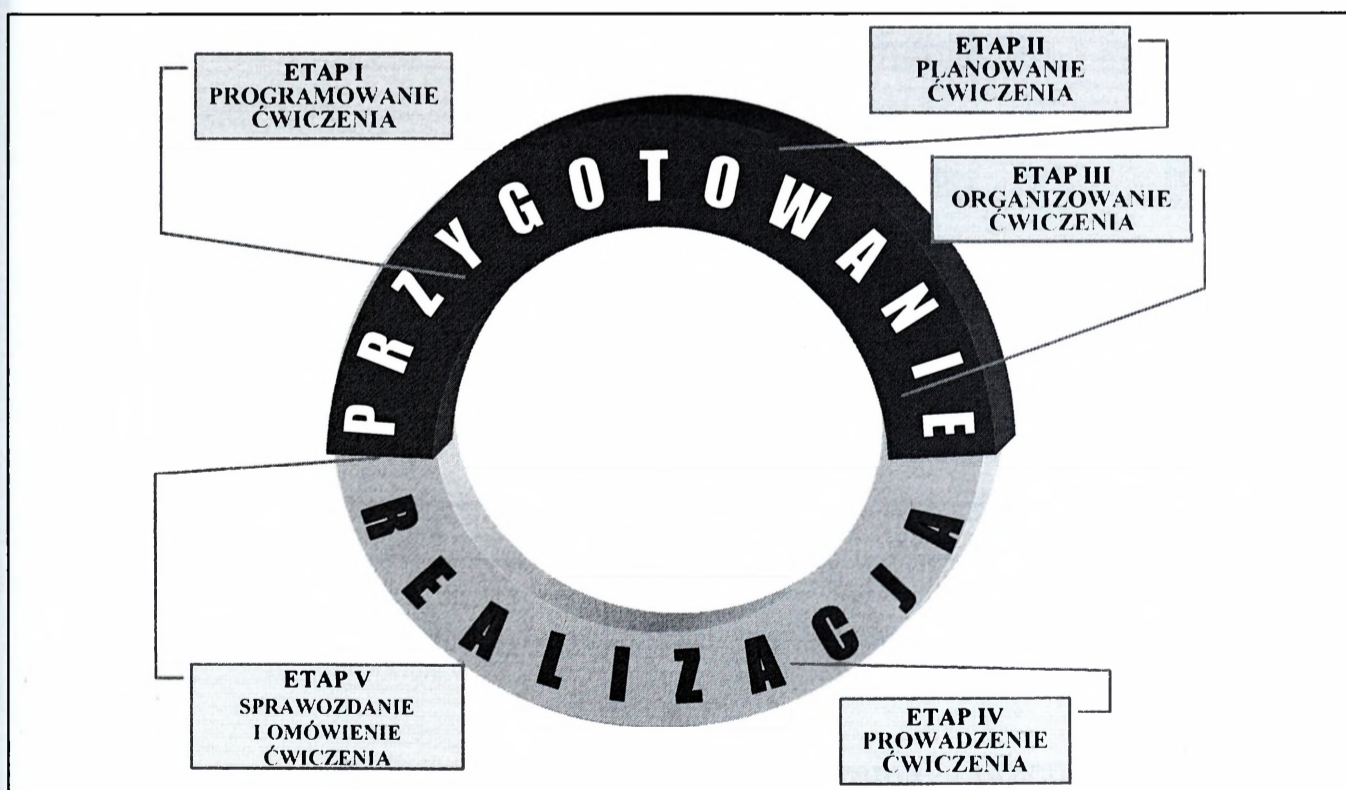 ETAP I
PROGRAMOWANIE
ĆWICZENIA
ETAP II
PLANOWANIE
ĆWICZENIA
ETAP III
ORGANIZOWANIE
ĆWICZENIA
PRZYGOTOWANIE
REALIZACJA
ETAP V
SPRAWOZDANIE
I OMÓWIENIE
ĆWICZENIA
ETAP IV
PROWADZENIE
ĆWICZENIA